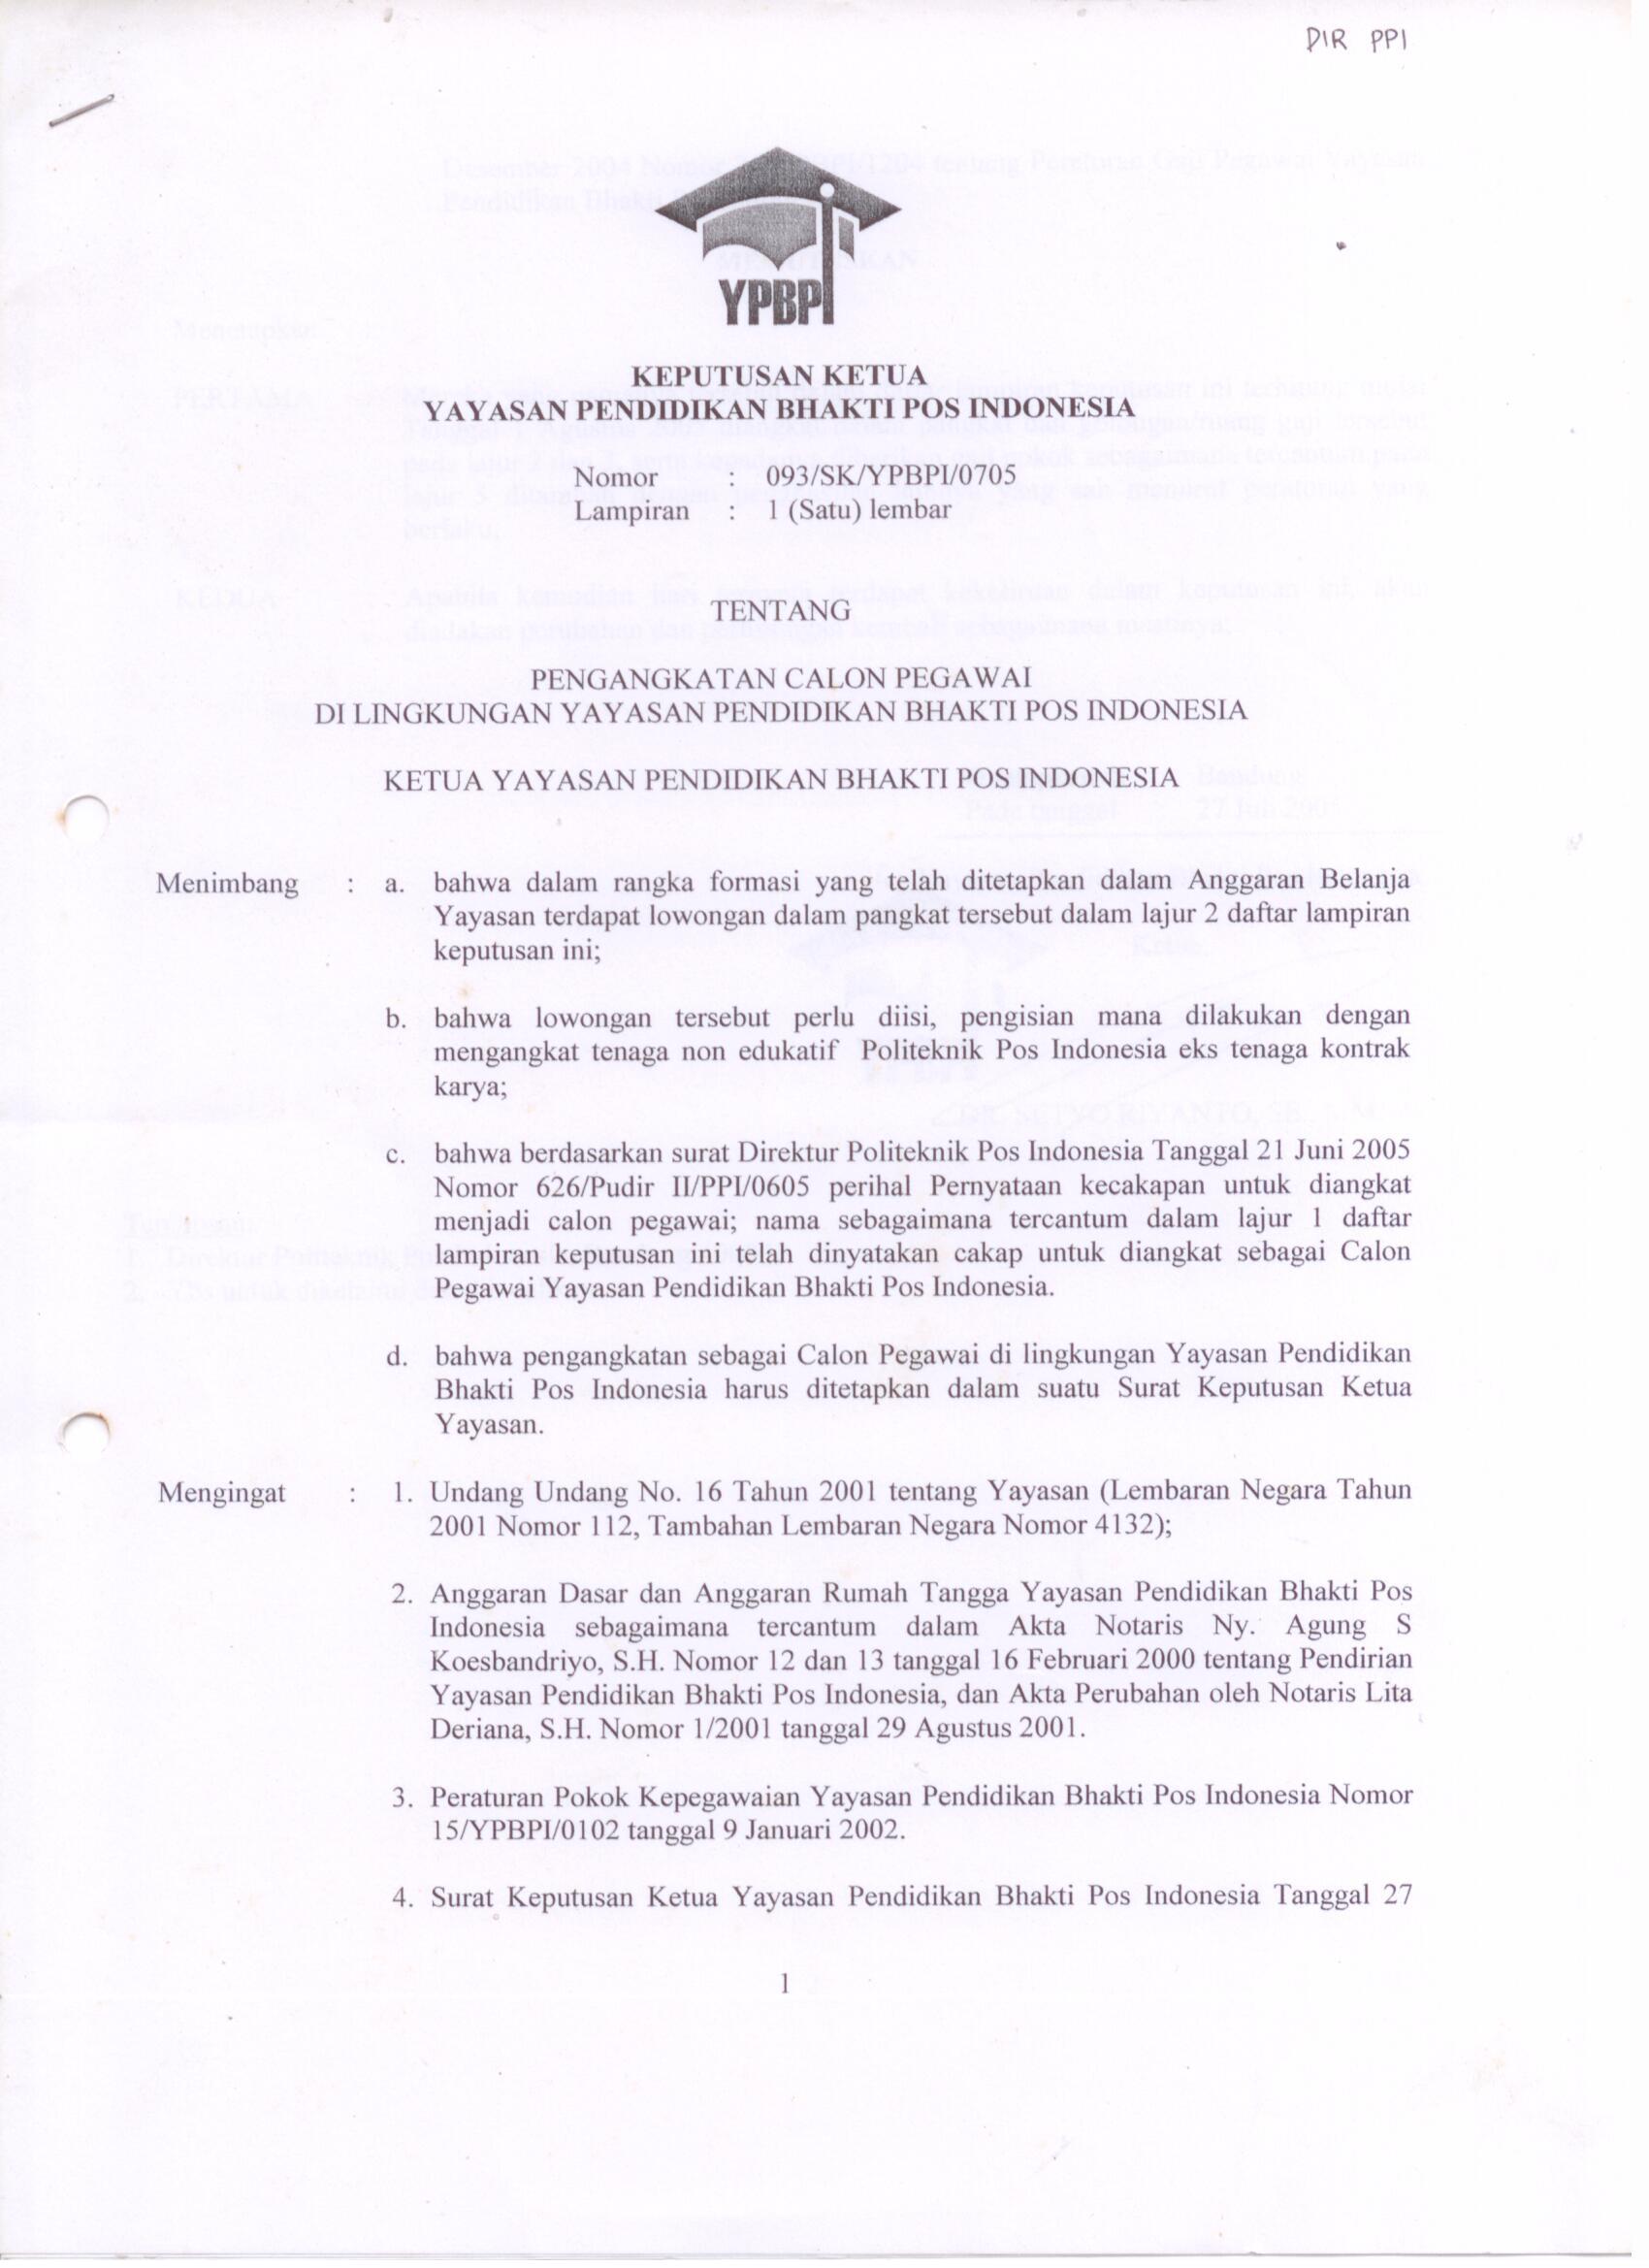 DIR PPI
YPBPI
KEPUTUSAN KETUA
YAYASAN PENDIDIKAN BHAKTI POS INDONESIA
Nomor : 093/SK/YPBPI/0705
Lampiran : 1 (Satu) lembar
TENTANG
PENGANGKATAN CALON PEGAWAI
DI LINGKUNGAN YAYASAN PENDIDIKAN BHAKTI POS INDONESIA
KETUA YAYASAN PENDIDIKAN BHAKTI POS INDONESIA
Menimbang : a. bahwa dalam rangka formasi yang telah ditetapkan dalam Anggaran Belanja
Yayasan terdapat lowongan dalam pangkat tersebut dalam lajur 2 daftar lampiran
keputusan ini;
b. bahwa lowongan tersebut perlu diisi, pengisian mana dilakukan dengan
mengangkat tenaga non edukatif Politeknik Pos Indonesia eks tenaga kontrak
karya;
c. bahwa berdasarkan surat Direktur Politeknik Pos Indonesia Tanggal 21 Juni 2005
Nomor 626/Pudir II/PPI/0605 perihal Pernyataan kecakapan untuk diangkat
menjadi calon pegawai; nama sebagaimana tercantum dalam lajur 1 daftar
lampiran keputusan ini telah dinyatakan cakap untuk diangkat sebagai Calon
Pegawai Yayasan Pendidikan Bhakti Pos Indonesia.
d. bahwa pengangkatan sebagai Calon Pegawai di lingkungan Yayasan Pendidikan
Bhakti Pos Indonesia harus ditetapkan dalam suatu Surat Keputusan Ketua
Yayasan.
Mengingat : 1. Undang Undang No. 16 Tahun 2001 tentang Yayasan (Lembaran Negara Tahun
2001 Nomor 112, Tambahan Lembaran Negara Nomor 4132);
2. Anggaran Dasar dan Anggaran Rumah Tangga Yayasan Pendidikan Bhakti Pos
Indonesia sebagaimana tercantum dalam Akta Notaris Ny. Agung S
Koesbandriyo, S.H. Nomor 12 dan 13 tanggal 16 Februari 2000 tentang Pendirian
Yayasan Pendidikan Bhakti Pos Indonesia, dan Akta Perubahan oleh Notaris Lita
Deriana, S.H. Nomor 1/2001 tanggal 29 Agustus 2001.
3. Peraturan Pokok Kepegawaian Yayasan Pendidikan Bhakti Pos Indonesia Nomor
15/YPBPI/0102 tanggal 9 Januari 2002.
4. Surat Keputusan Ketua Yayasan Pendidikan Bhakti Pos Indonesia Tanggal 27
1